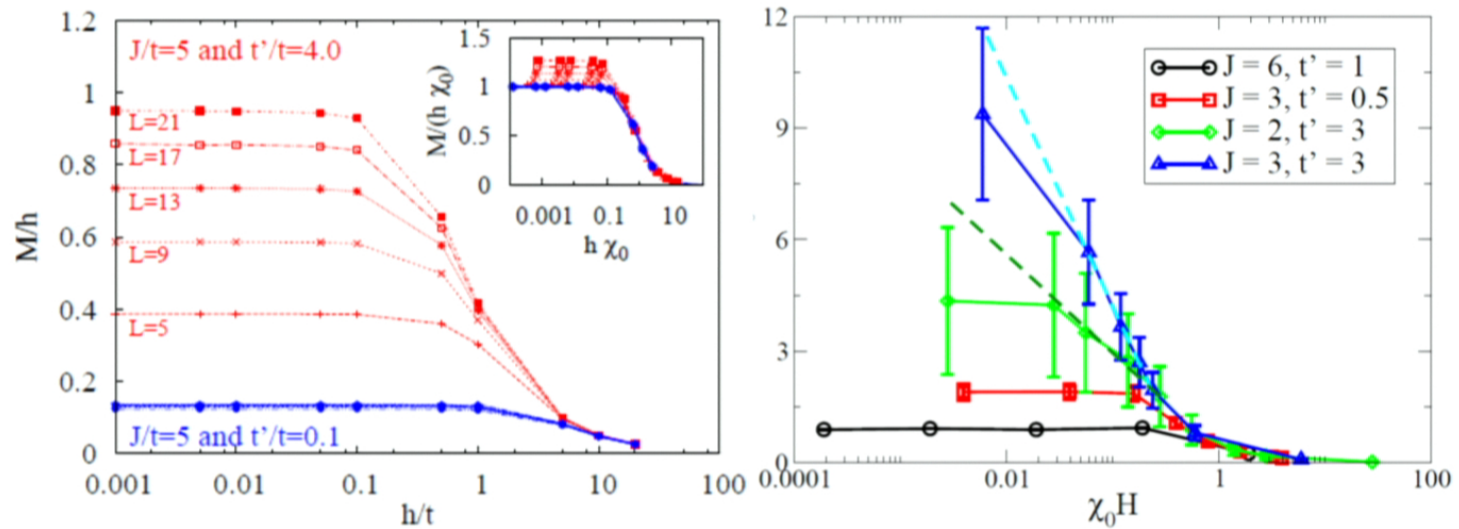 1.2
1
0.8
0.6
0.4
0.2
0
M/h
J/t=5 and t'/t=4.0
L=21
L=17
L=13
L=9
L=5
J/t=5 and t'/t=0.1
0.001 0.01 0.1 1 10 100
h/t
1.5
1
0.5
0
M/(h χ₀)
0.001 0.1 10
h χ₀
12
9
6
3
0
J = 6, t' = 1
J = 3, t' = 0.5
J = 2, t' = 3
J = 3, t' = 3
0.0001 0.01 1 100
χ₀H